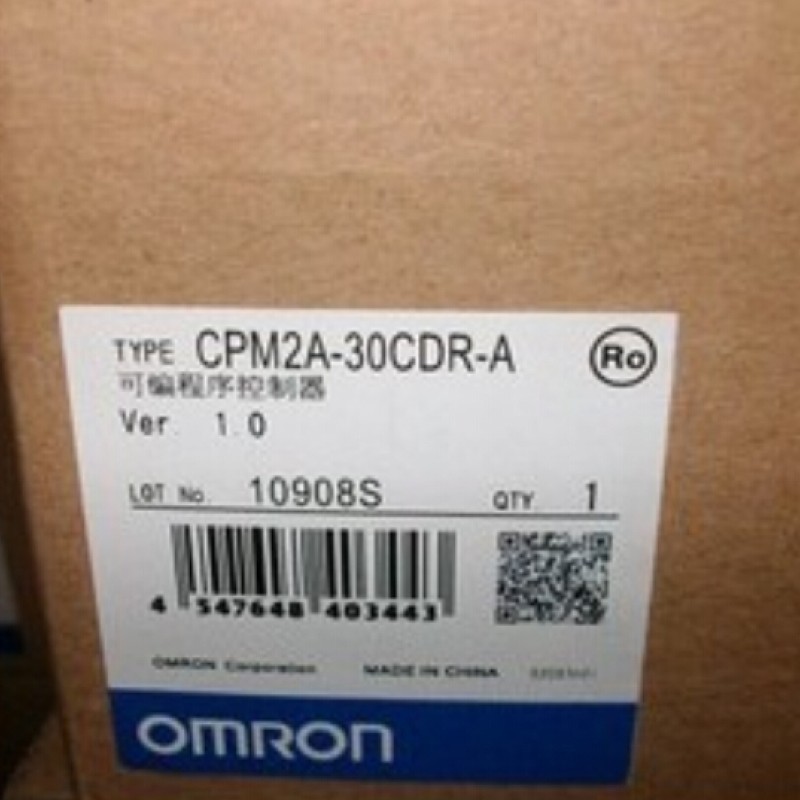 TYPE CPM2A-30CDR-A Ro
可编程序控制器
Ver. 1.0
LOT No. 10908S QTY 1
4 547648 403443
OMRON Corporation MADE IN CHINA
OMRON